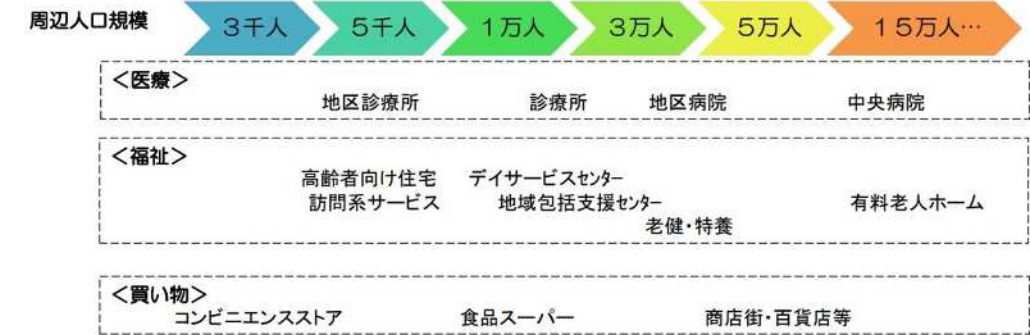 周辺人口規模 3千人 5千人 1万人 3万人 5万人 15万人…
＜医療＞
地区診療所 診療所 地区病院 中央病院
＜福祉＞
高齢者向け住宅 デイサービスセンター
訪問系サービス 地域包括支援センター 有料老人ホーム
老健・特養
＜買い物＞
コンビニエンスストア 食品スーパー 商店街・百貨店等